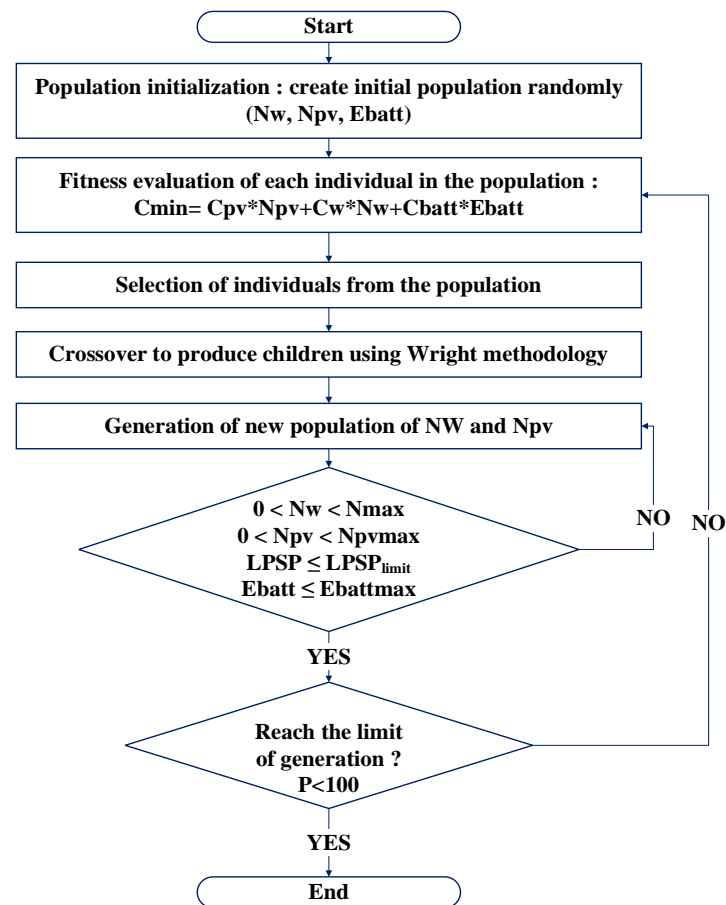 Start
Population initialization : create initial population randomly
(Nw, Npv, Ebatt)
Fitness evaluation of each individual in the population :
Cmin= Cpv*Npv+Cw*Nw+Cbatt*Ebatt
Selection of individuals from the population
Crossover to produce children using Wright methodology
Generation of new population of NW and Npv
0 < Nw < Nmax
0 < Npv < Npvmax
LPSP ≤ LPSPlimit
Ebatt ≤ Ebattmax
NO
NO
YES
Reach the limit
of generation ?
P<100
YES
End